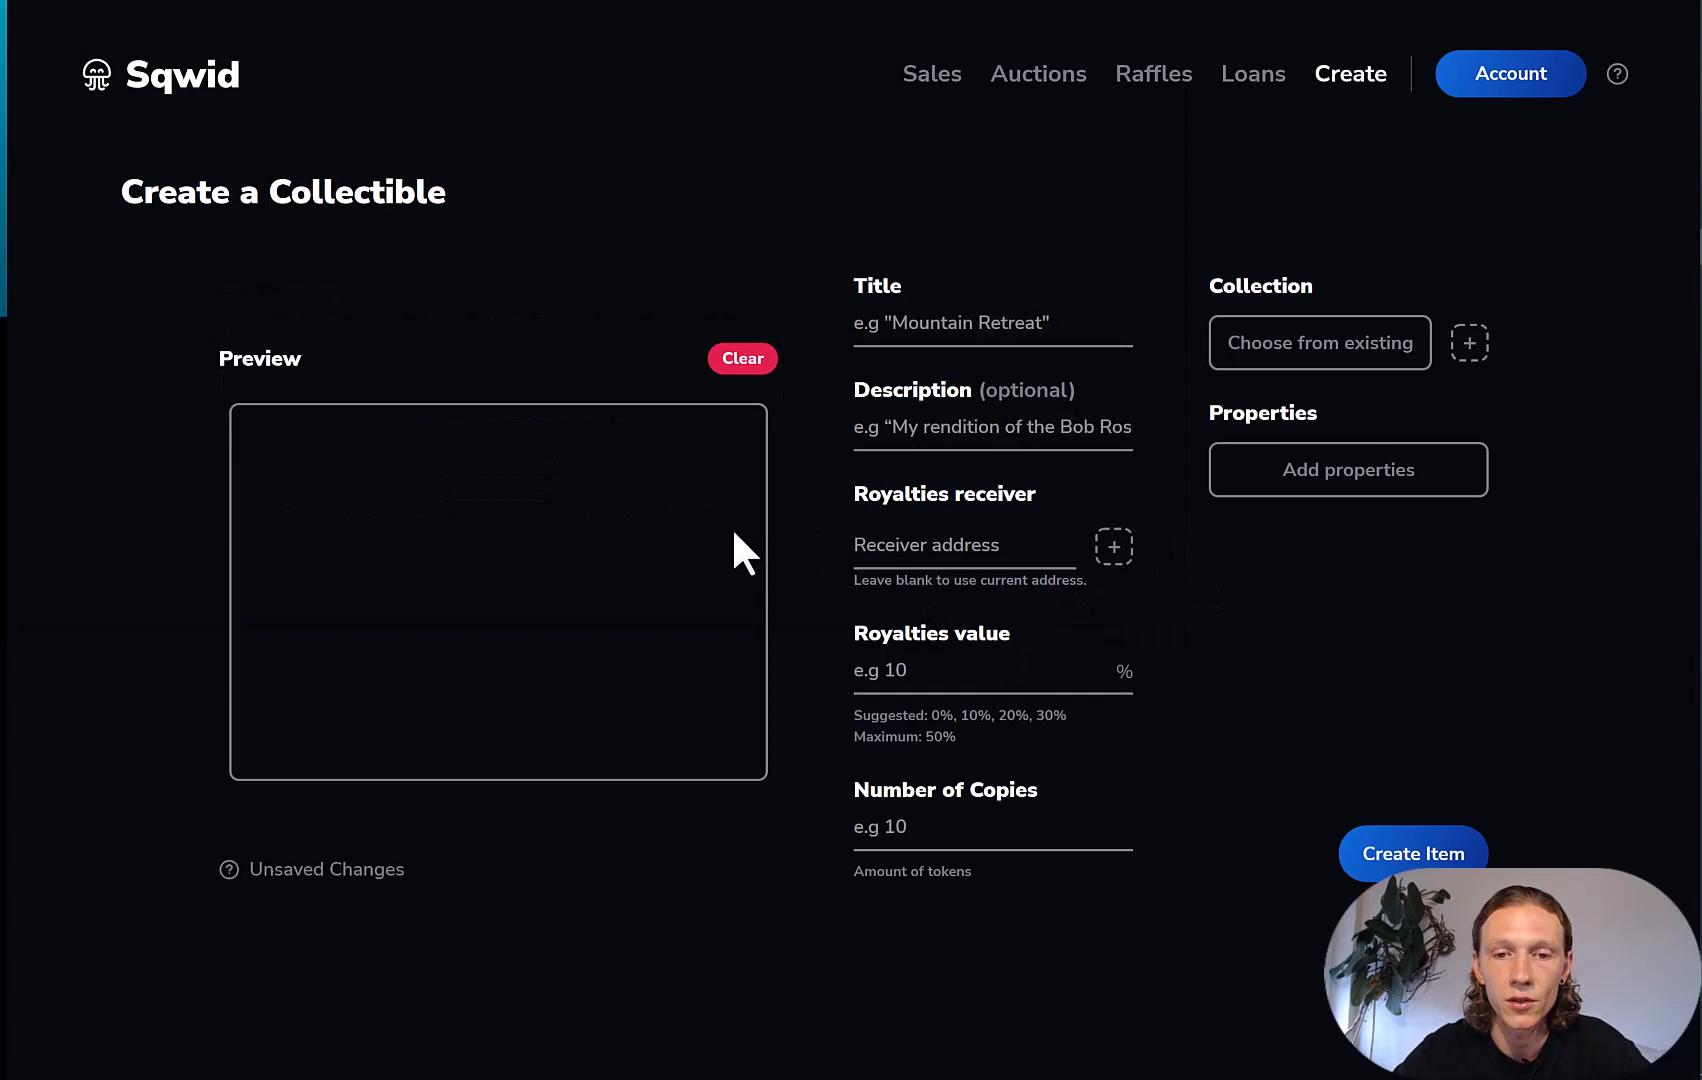 Sqwid
Sales
Auctions
Raffles
Loans
Create
Account
Create a Collectible
Preview
Clear
Unsaved Changes
Title
e.g "Mountain Retreat"
Description (optional)
e.g “My rendition of the Bob Ros
Royalties receiver
Receiver address
+
Leave blank to use current address.
Royalties value
e.g 10
%
Suggested: 0%, 10%, 20%, 30%
Maximum: 50%
Number of Copies
e.g 10
Amount of tokens
Collection
Choose from existing
+
Properties
Add properties
Create Item